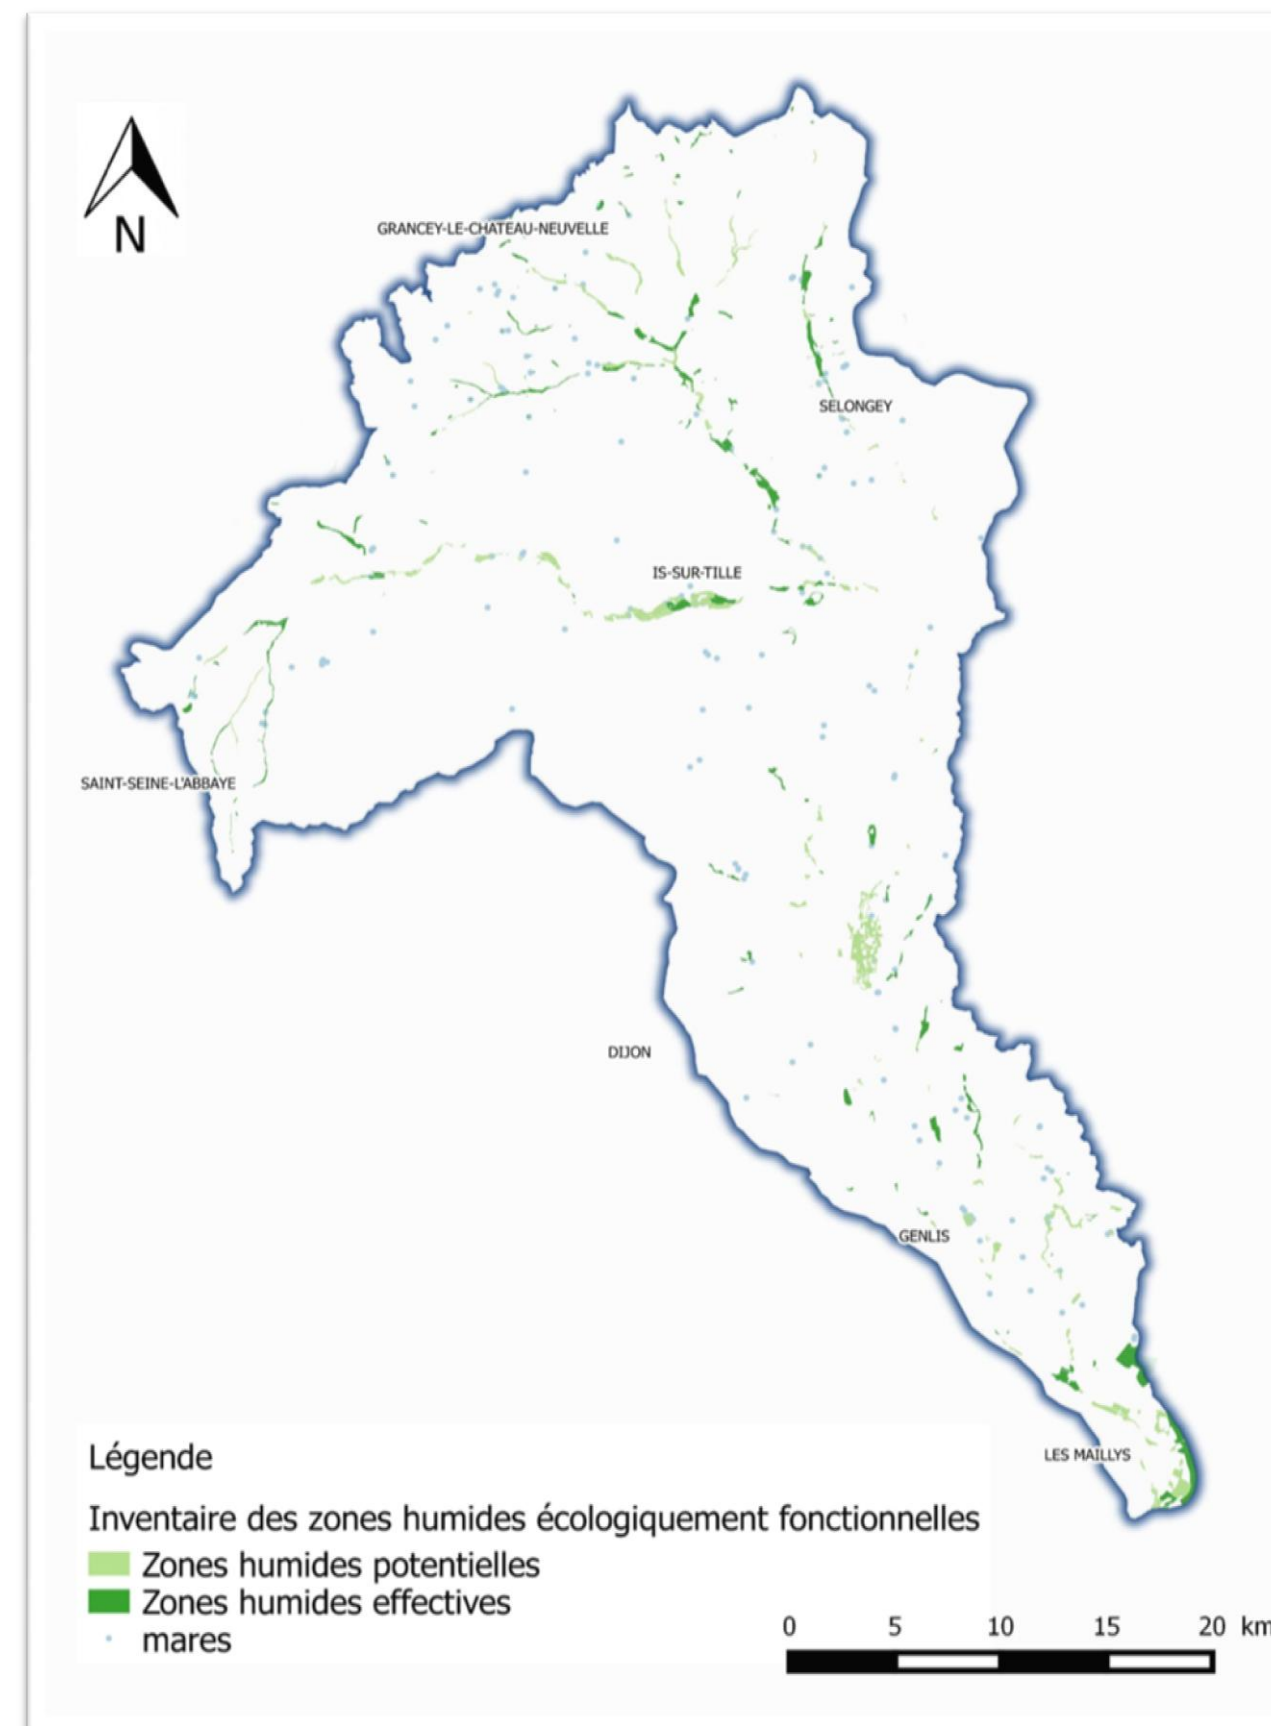 N
GRANCEY-LE-CHATEAU-NEUVELLE
SELONGEY
IS-SUR-TILLE
SAINT-SEINE-L'ABBAYE
DIJON
GENLIS
LES MAILLYS
Légende
Inventaire des zones humides écologiquement fonctionnelles
Zones humides potentielles
Zones humides effectives
mares
0 5 10 15 20 km